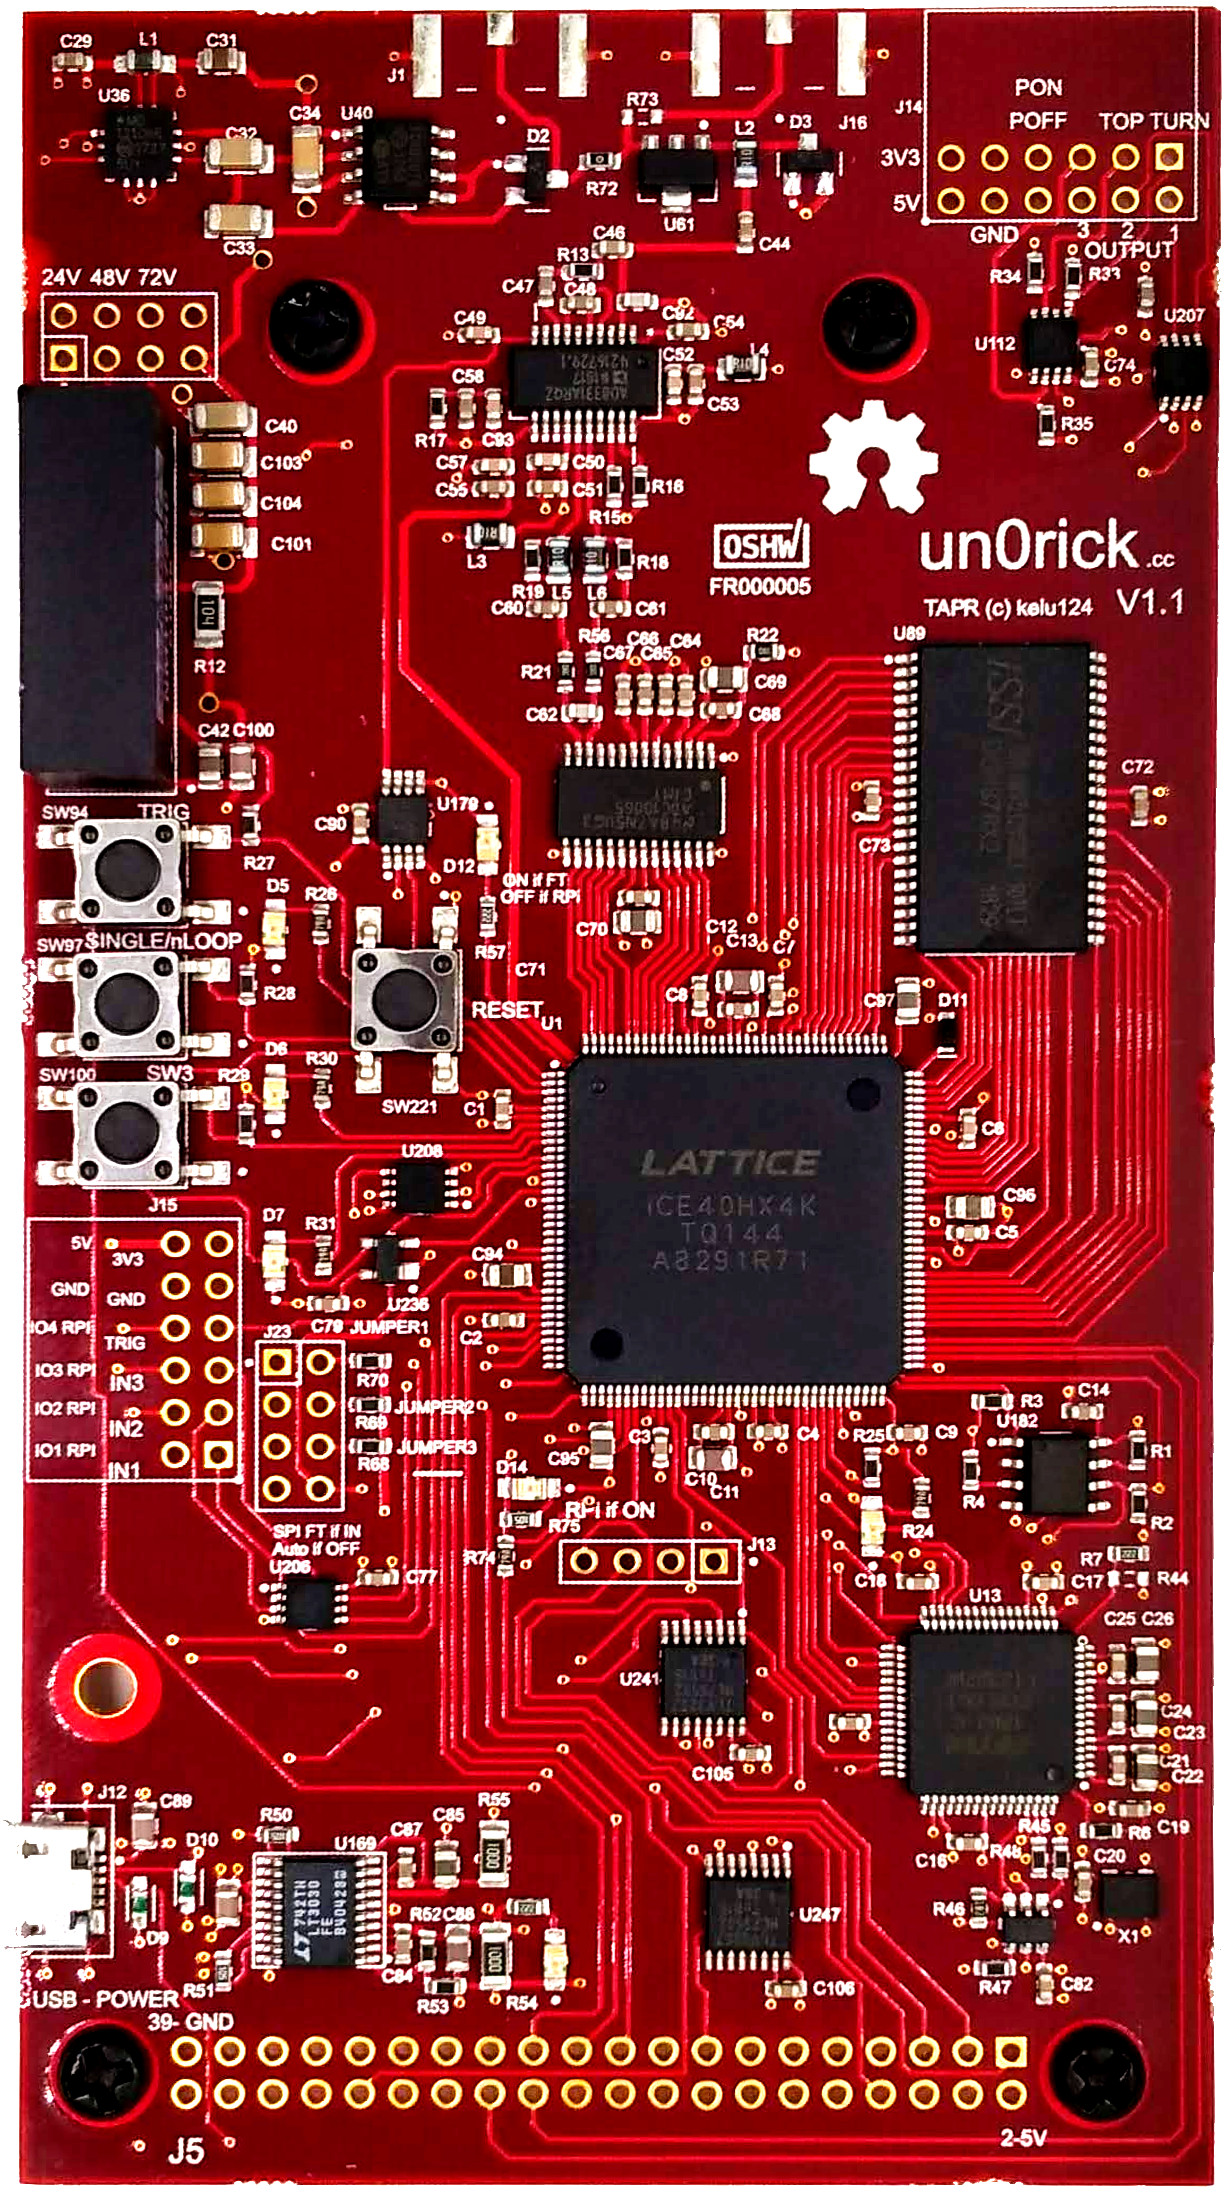 C29
L1
C31
J1
U36
C34
U40
C32
C33
R73
D2
R72
U61
L2
D3
J16
C44
J14
PON
POFF
TOP TURN
3V3
5V
GND
3
2
1
OUTPUT
24V 48V 72V
C46
R13
C47
C48
C49
C92
C54
C52
L4
C53
C58
R17
C93
C57
C50
C55
C51
R15
R16
AD8331ARQZ
R34
R33
U207
U112
C74
R35
C40
C103
C104
C101
104
R12
L3
R19
L5
L6
R18
C60
C61
OSHW
FR000005
un0rick.cc
TAPR (c) kelu124 V1.1
U89
ISSI
R56
C66
C64
C67
C65
R22
R21
C69
C62
C68
C42
C100
SW94
TRIG
R27
C90
U179
D12
ON if FT
OFF if RPi
R57
C71
C70
C73
C72
D5
R26
SW97
SINGLE/nLOOP
R28
RESET
SW221
D6
R30
SW100
SW3
R29
C1
U1
C12
C13
C7
C8
C97
D11
C6
C96
C5
LATTICE
iCE40HX4K
TQ144
A8291R71
U208
J15
5V
3V3
GND
GND
IO4 RPi
TRIG
IO3 RPi
IN3
IO2 RPi
IN2
IO1 RPi
IN1
D7
R31
U236
C79
C94
C2
J23
JUMPER1
R70
JUMPER2
R69
JUMPER3
R68
SPI FT if IN
Auto if OFF
U206
C77
C95
C3
C10
C11
C4
D14
RPi if ON
R75
R74
J13
R25
C9
R24
R3
C14
U182
R1
R4
R2
R7
C17
R44
C18
U13
C25
C26
C24
C23
C21
C22
C19
R6
C20
R45
R48
C16
R46
R47
C82
X1
U241
C105
U247
C106
J12
C89
D10
D9
R50
U169
742TN
LT3030
FE
C87
C85
R55
R51
R52
C88
C84
R53
R54
USB - POWER
39- GND
J5
2-5V